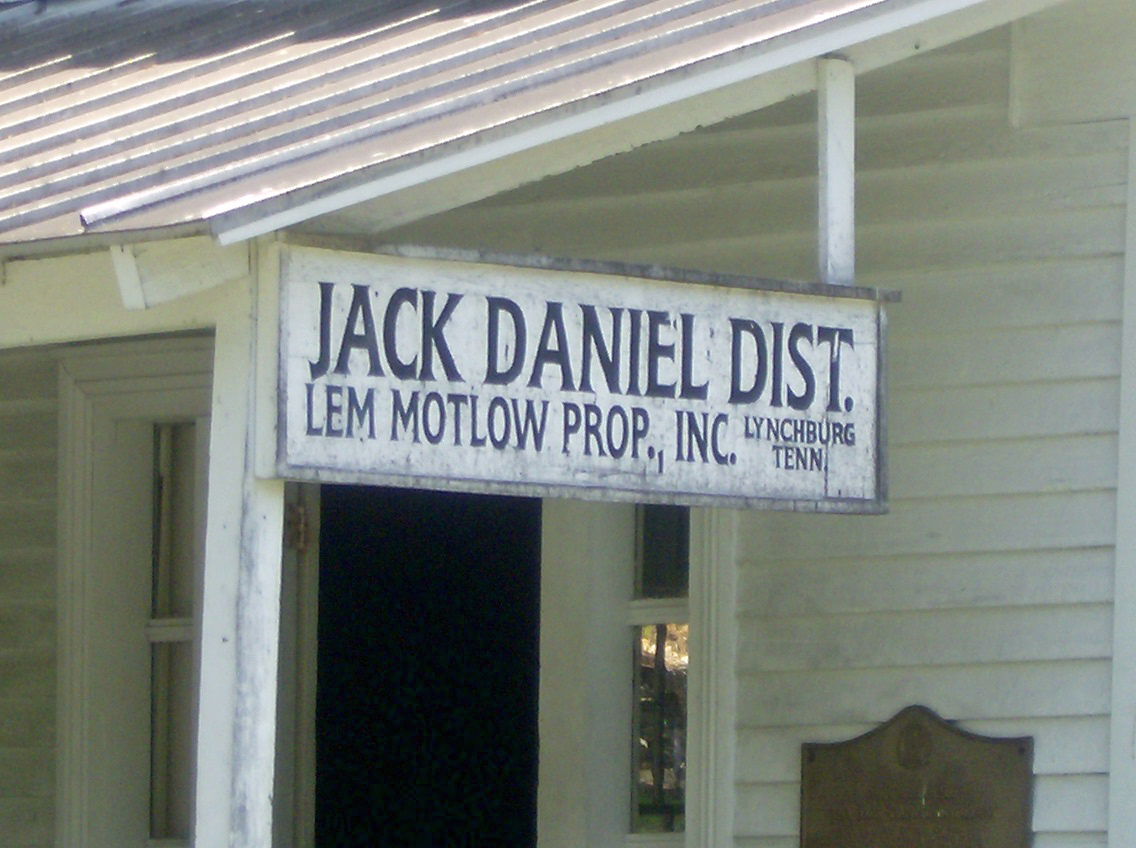 JACK DANIEL DIST.
LEM MOTLOW PROP., INC. LYNCHBURG
TENN.